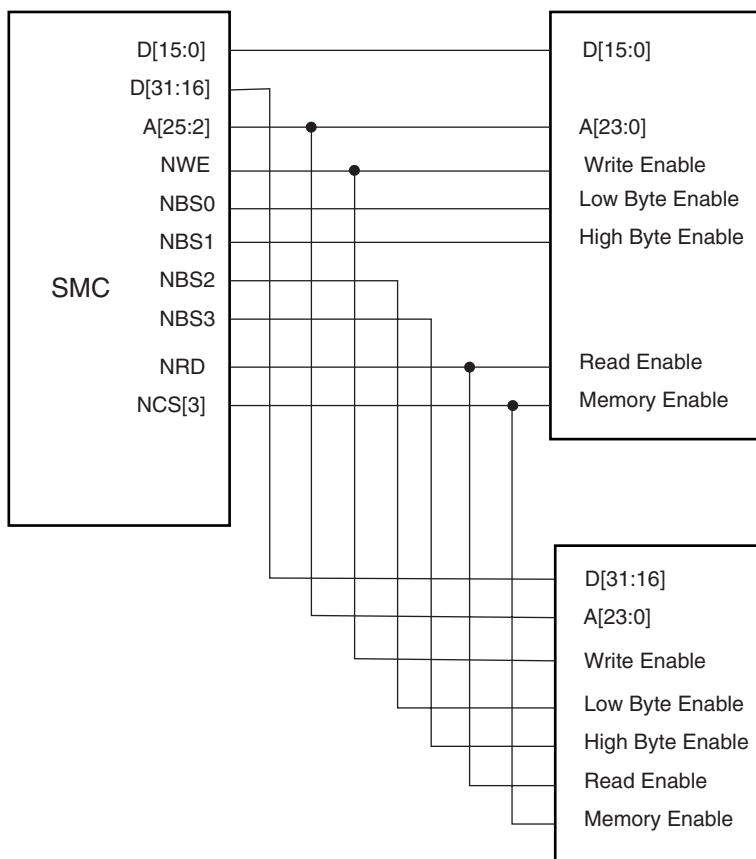 D[15:0]
D[31:16]
A[25:2]
NWE
NBS0
NBS1
NBS2
NBS3
NRD
NCS[3]
SMC
D[15:0]
A[23:0]
Write Enable
Low Byte Enable
High Byte Enable
Read Enable
Memory Enable
D[31:16]
A[23:0]
Write Enable
Low Byte Enable
High Byte Enable
Read Enable
Memory Enable